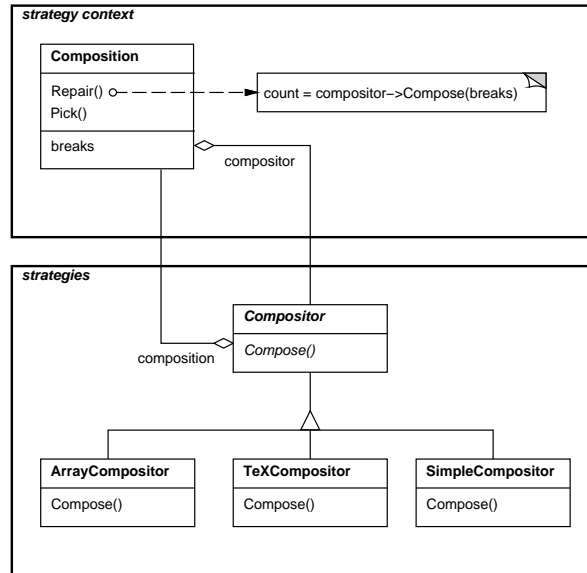 strategy context
Composition
Repair()
count = compositor−>Compose(breaks)
Pick()
breaks
compositor
strategies
Compositor
Compose()
composition
ArrayCompositor
TeXCompositor
SimpleCompositor
Compose()
Compose()
Compose()